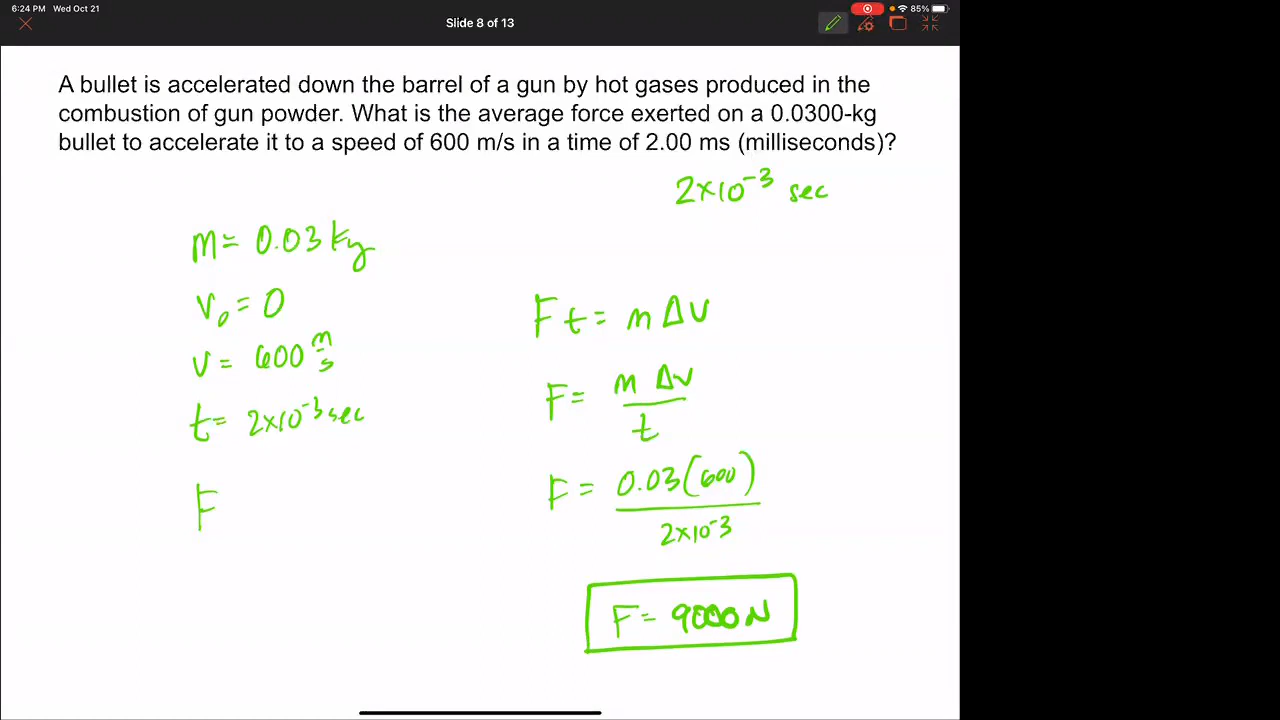 6:24 PM Wed Oct 21
85%
Slide 8 of 13
A bullet is accelerated down the barrel of a gun by hot gases produced in the
combustion of gun powder. What is the average force exerted on a 0.0300-kg
bullet to accelerate it to a speed of 600 m/s in a time of 2.00 ms (milliseconds)?
2×10⁻³ sec
m = 0.03 kg
v₀ = 0
v = 600 m/s
t = 2×10⁻³ sec
F
Ft = m Δv
F = m Δv / t
F = 0.03(600) / 2×10⁻³
F = 9000 N